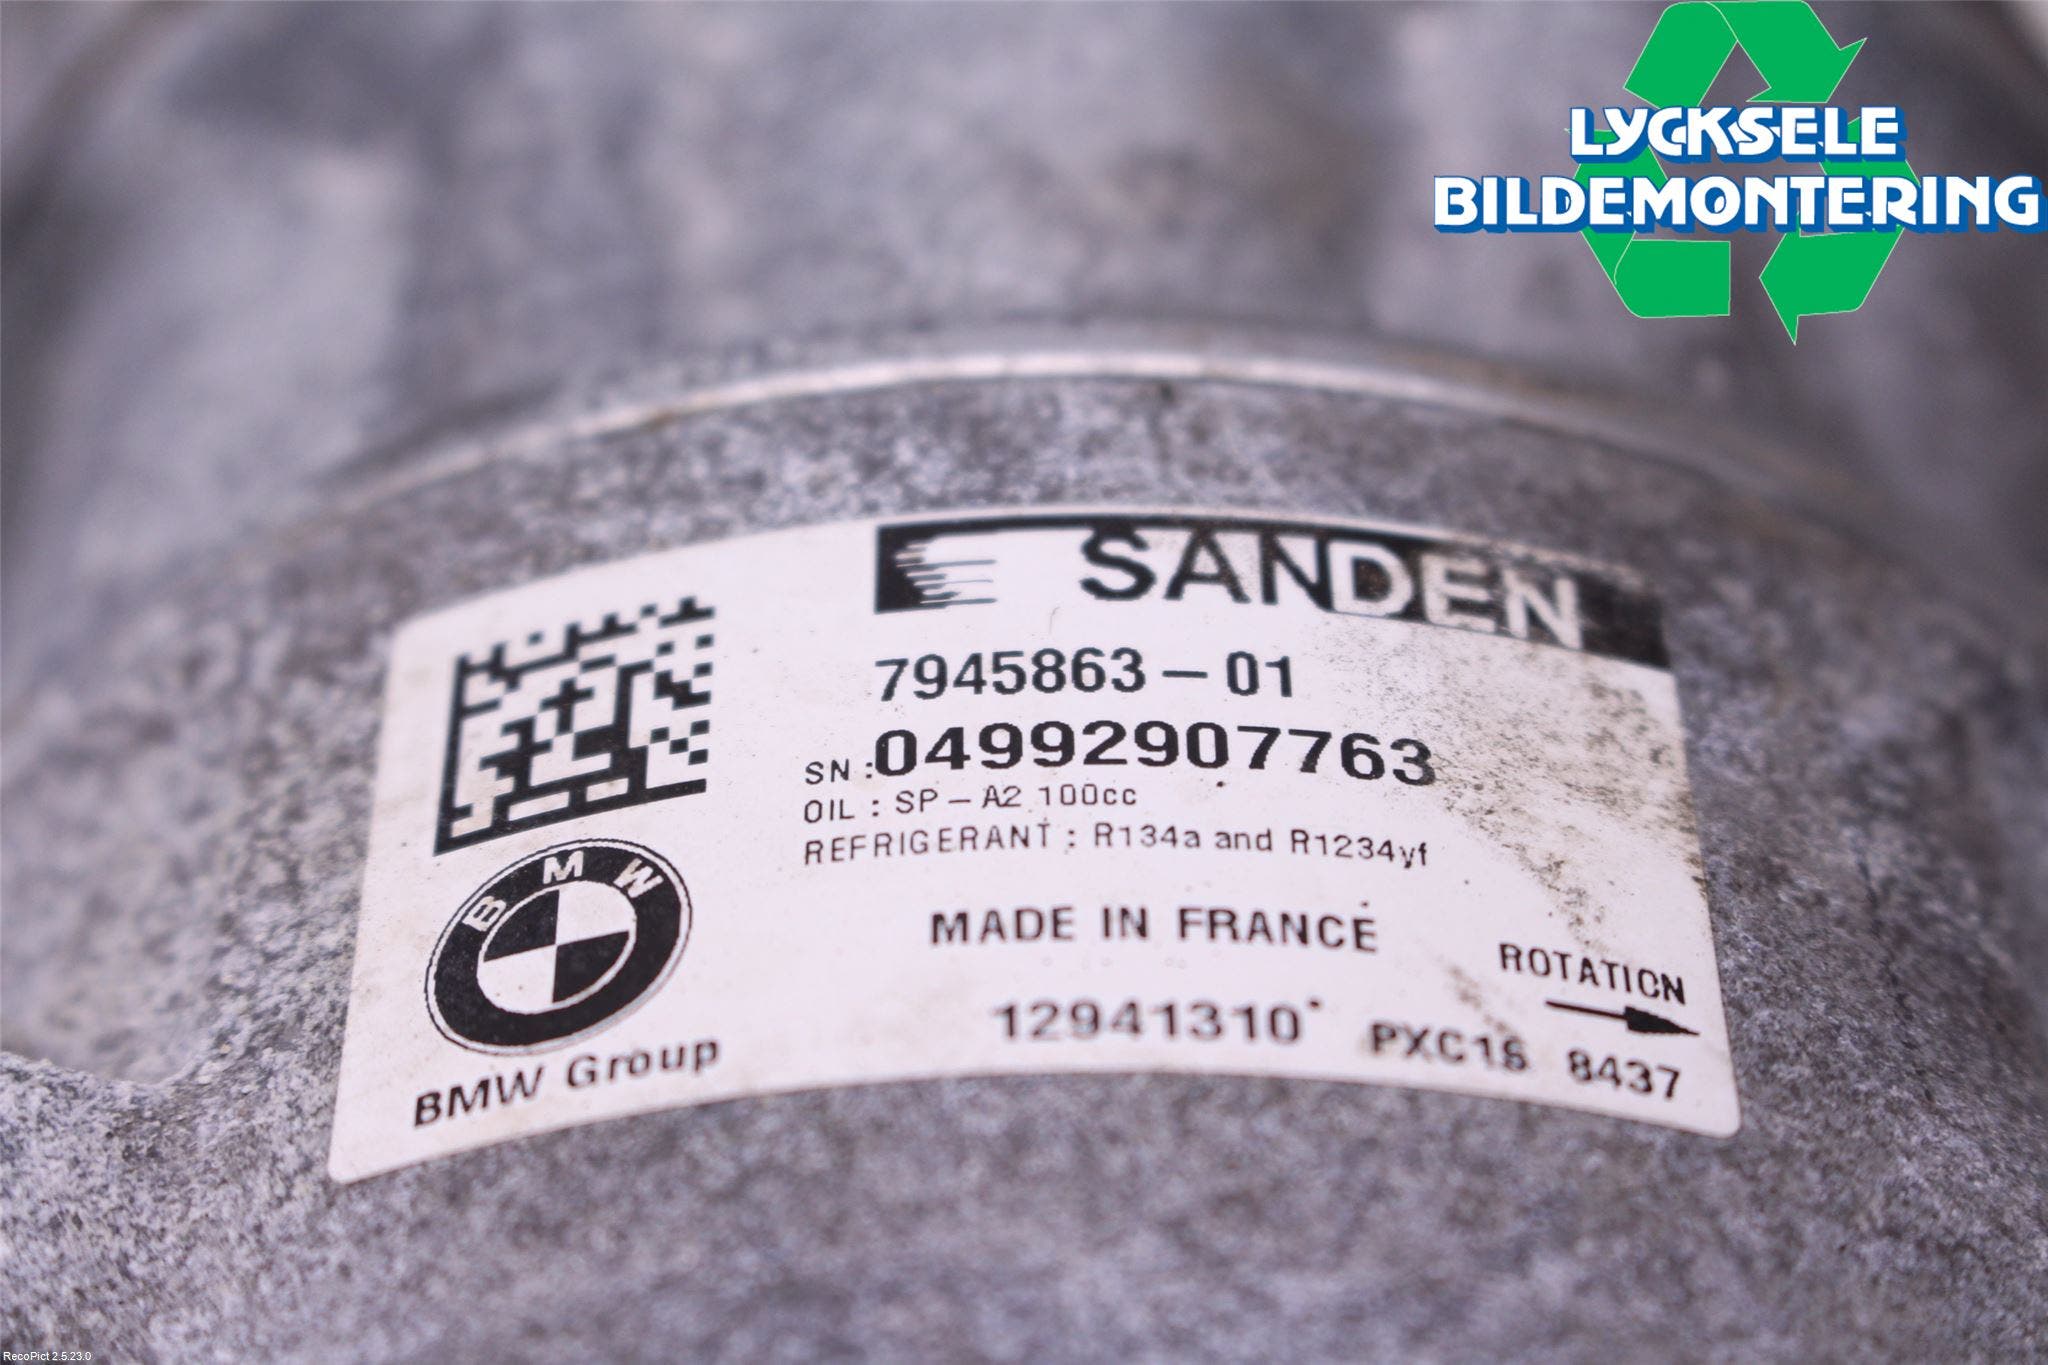 LYCKSELE
BILDEMONTERING
SANDEN
7945863-01
SN:04992907763
OIL : SP-A2 100cc
REFRIGERANT : R134a and R1234yf
BMW
BMW Group
MADE IN FRANCE
ROTATION
12941310 PXC16 8437
RecoPict 2.5.23.0